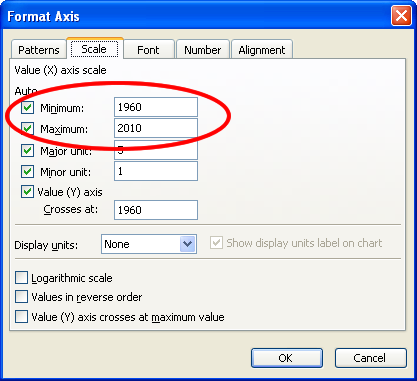 Format Axis
Patterns Scale Font Number Alignment
Value (X) axis scale
Auto
Minimum: 1960
Maximum: 2010
Major unit: 5
Minor unit: 1
Value (Y) axis
Crosses at: 1960
Display units: None Show display units label on chart
Logarithmic scale
Values in reverse order
Value (Y) axis crosses at maximum value
OK Cancel